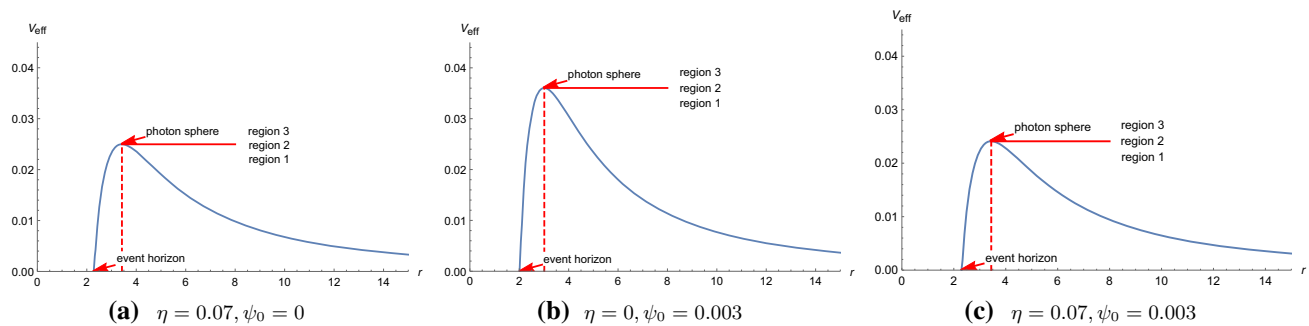 V_eff
0.04
0.03
0.02
0.01
0.00
0 2 4 6 8 10 12 14 r
photon sphere
region 3
region 2
region 1
event horizon
(a) η = 0.07, ψ₀ = 0
V_eff
0.04
0.03
0.02
0.01
0.00
0 2 4 6 8 10 12 14 r
photon sphere
region 3
region 2
region 1
event horizon
(b) η = 0, ψ₀ = 0.003
V_eff
0.04
0.03
0.02
0.01
0.00
0 2 4 6 8 10 12 14 r
photon sphere
region 3
region 2
region 1
event horizon
(c) η = 0.07, ψ₀ = 0.003